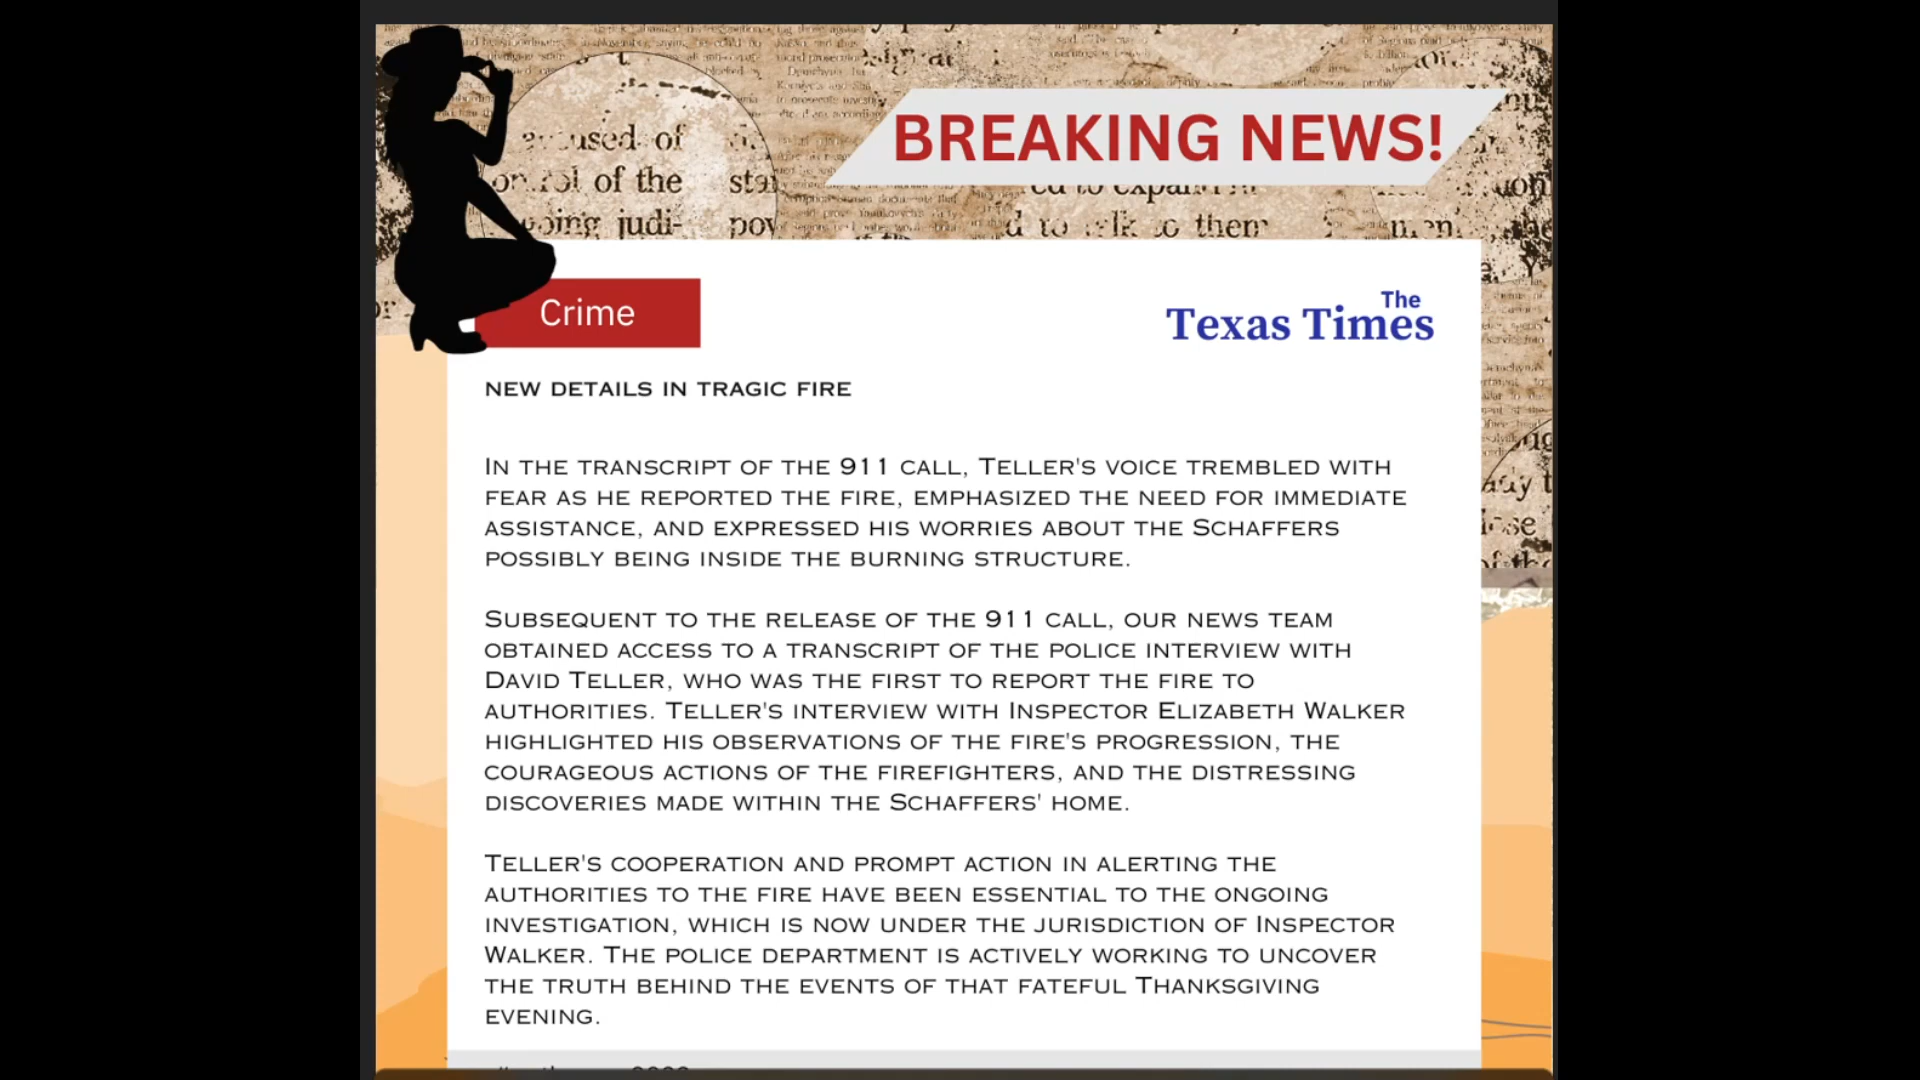 used of
of the
going judi-
to them
BREAKING NEWS!
Crime
The
Texas Times
NEW DETAILS IN TRAGIC FIRE
IN THE TRANSCRIPT OF THE 911 CALL, TELLER'S VOICE TREMBLED WITH
FEAR AS HE REPORTED THE FIRE, EMPHASIZED THE NEED FOR IMMEDIATE
ASSISTANCE, AND EXPRESSED HIS WORRIES ABOUT THE SCHAFFERS
POSSIBLY BEING INSIDE THE BURNING STRUCTURE.
SUBSEQUENT TO THE RELEASE OF THE 911 CALL, OUR NEWS TEAM
OBTAINED ACCESS TO A TRANSCRIPT OF THE POLICE INTERVIEW WITH
DAVID TELLER, WHO WAS THE FIRST TO REPORT THE FIRE TO
AUTHORITIES. TELLER'S INTERVIEW WITH INSPECTOR ELIZABETH WALKER
HIGHLIGHTED HIS OBSERVATIONS OF THE FIRE'S PROGRESSION, THE
COURAGEOUS ACTIONS OF THE FIREFIGHTERS, AND THE DISTRESSING
DISCOVERIES MADE WITHIN THE SCHAFFERS' HOME.
TELLER'S COOPERATION AND PROMPT ACTION IN ALERTING THE
AUTHORITIES TO THE FIRE HAVE BEEN ESSENTIAL TO THE ONGOING
INVESTIGATION, WHICH IS NOW UNDER THE JURISDICTION OF INSPECTOR
WALKER. THE POLICE DEPARTMENT IS ACTIVELY WORKING TO UNCOVER
THE TRUTH BEHIND THE EVENTS OF THAT FATEFUL THANKSGIVING
EVENING.